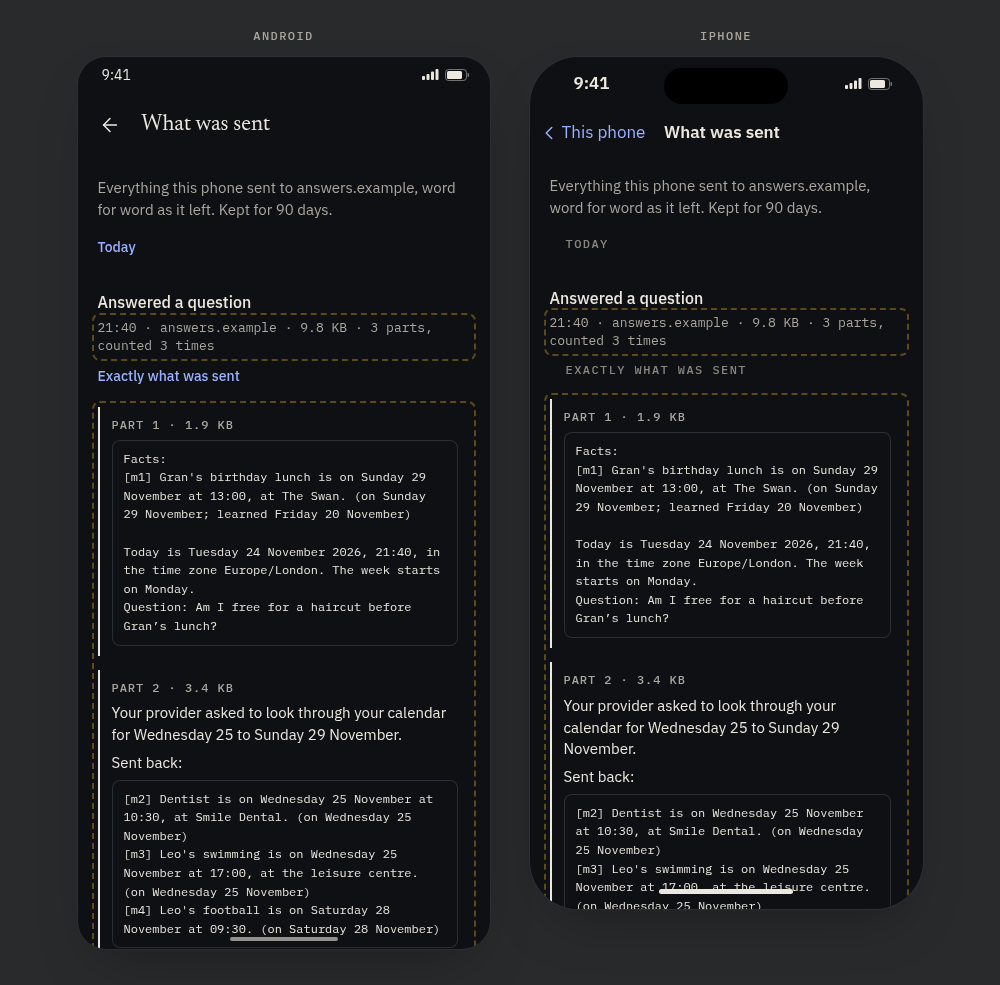 ANDROID
9:41
What was sent
Everything this phone sent to answers.example, word
for word as it left. Kept for 90 days.
Today
Answered a question
21:40 · answers.example · 9.8 KB · 3 parts,
counted 3 times
Exactly what was sent
PART 1 · 1.9 KB
Facts:
[m1] Gran's birthday lunch is on Sunday 29
November at 13:00, at The Swan. (on Sunday
29 November; learned Friday 20 November)
Today is Tuesday 24 November 2026, 21:40, in
the time zone Europe/London. The week starts
on Monday.
Question: Am I free for a haircut before
Gran’s lunch?
PART 2 · 3.4 KB
Your provider asked to look through your calendar
for Wednesday 25 to Sunday 29 November.
Sent back:
[m2] Dentist is on Wednesday 25 November at
10:30, at Smile Dental. (on Wednesday 25
November)
[m3] Leo's swimming is on Wednesday 25
November at 17:00, at the leisure centre.
(on Wednesday 25 November)
[m4] Leo's football is on Saturday 28
November at 09:30. (on Saturday 28 November)
IPHONE
9:41
This phone
What was sent
Everything this phone sent to answers.example,
word for word as it left. Kept for 90 days.
TODAY
Answered a question
21:40 · answers.example · 9.8 KB · 3 parts,
counted 3 times
EXACTLY WHAT WAS SENT
PART 1 · 1.9 KB
Facts:
[m1] Gran's birthday lunch is on Sunday 29
November at 13:00, at The Swan. (on Sunday
29 November; learned Friday 20 November)
Today is Tuesday 24 November 2026, 21:40,
in the time zone Europe/London. The week
starts on Monday.
Question: Am I free for a haircut before
Gran’s lunch?
PART 2 · 3.4 KB
Your provider asked to look through your
calendar for Wednesday 25 to Sunday 29
November.
Sent back:
[m2] Dentist is on Wednesday 25 November
at 10:30, at Smile Dental. (on Wednesday
25 November)
[m3] Leo's swimming is on Wednesday 25
November at 17:00, at the leisure centre.
(on Wednesday 25 November)